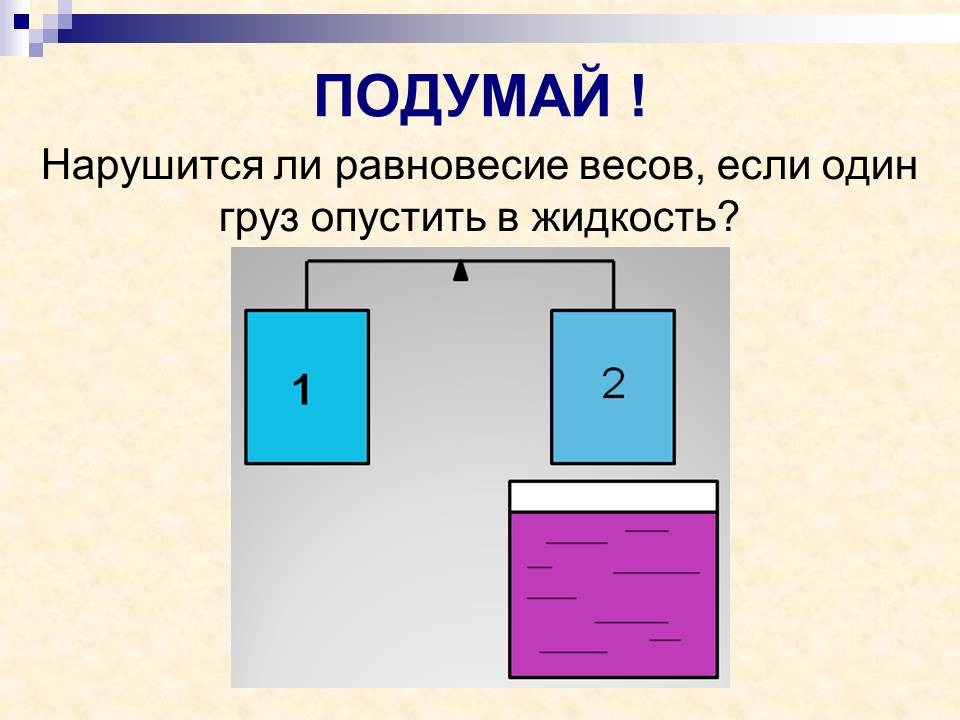 ПОДУМАЙ !
Нарушится ли равновесие весов, если один
груз опустить в жидкость?
1
2